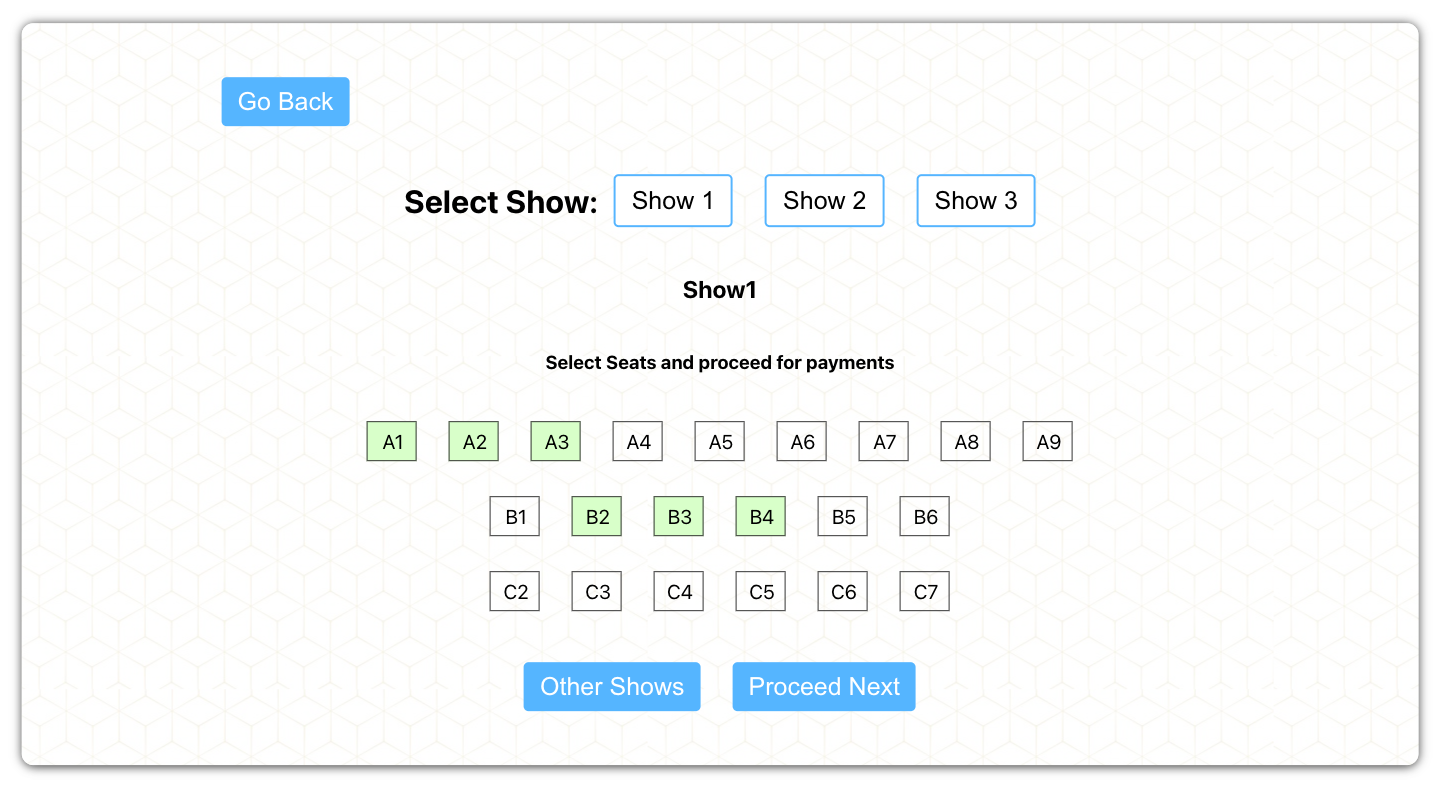 Go Back
Select Show: Show 1 Show 2 Show 3
Show1
Select Seats and proceed for payments
A1 A2 A3 A4 A5 A6 A7 A8 A9
B1 B2 B3 B4 B5 B6
C2 C3 C4 C5 C6 C7
Other Shows Proceed Next